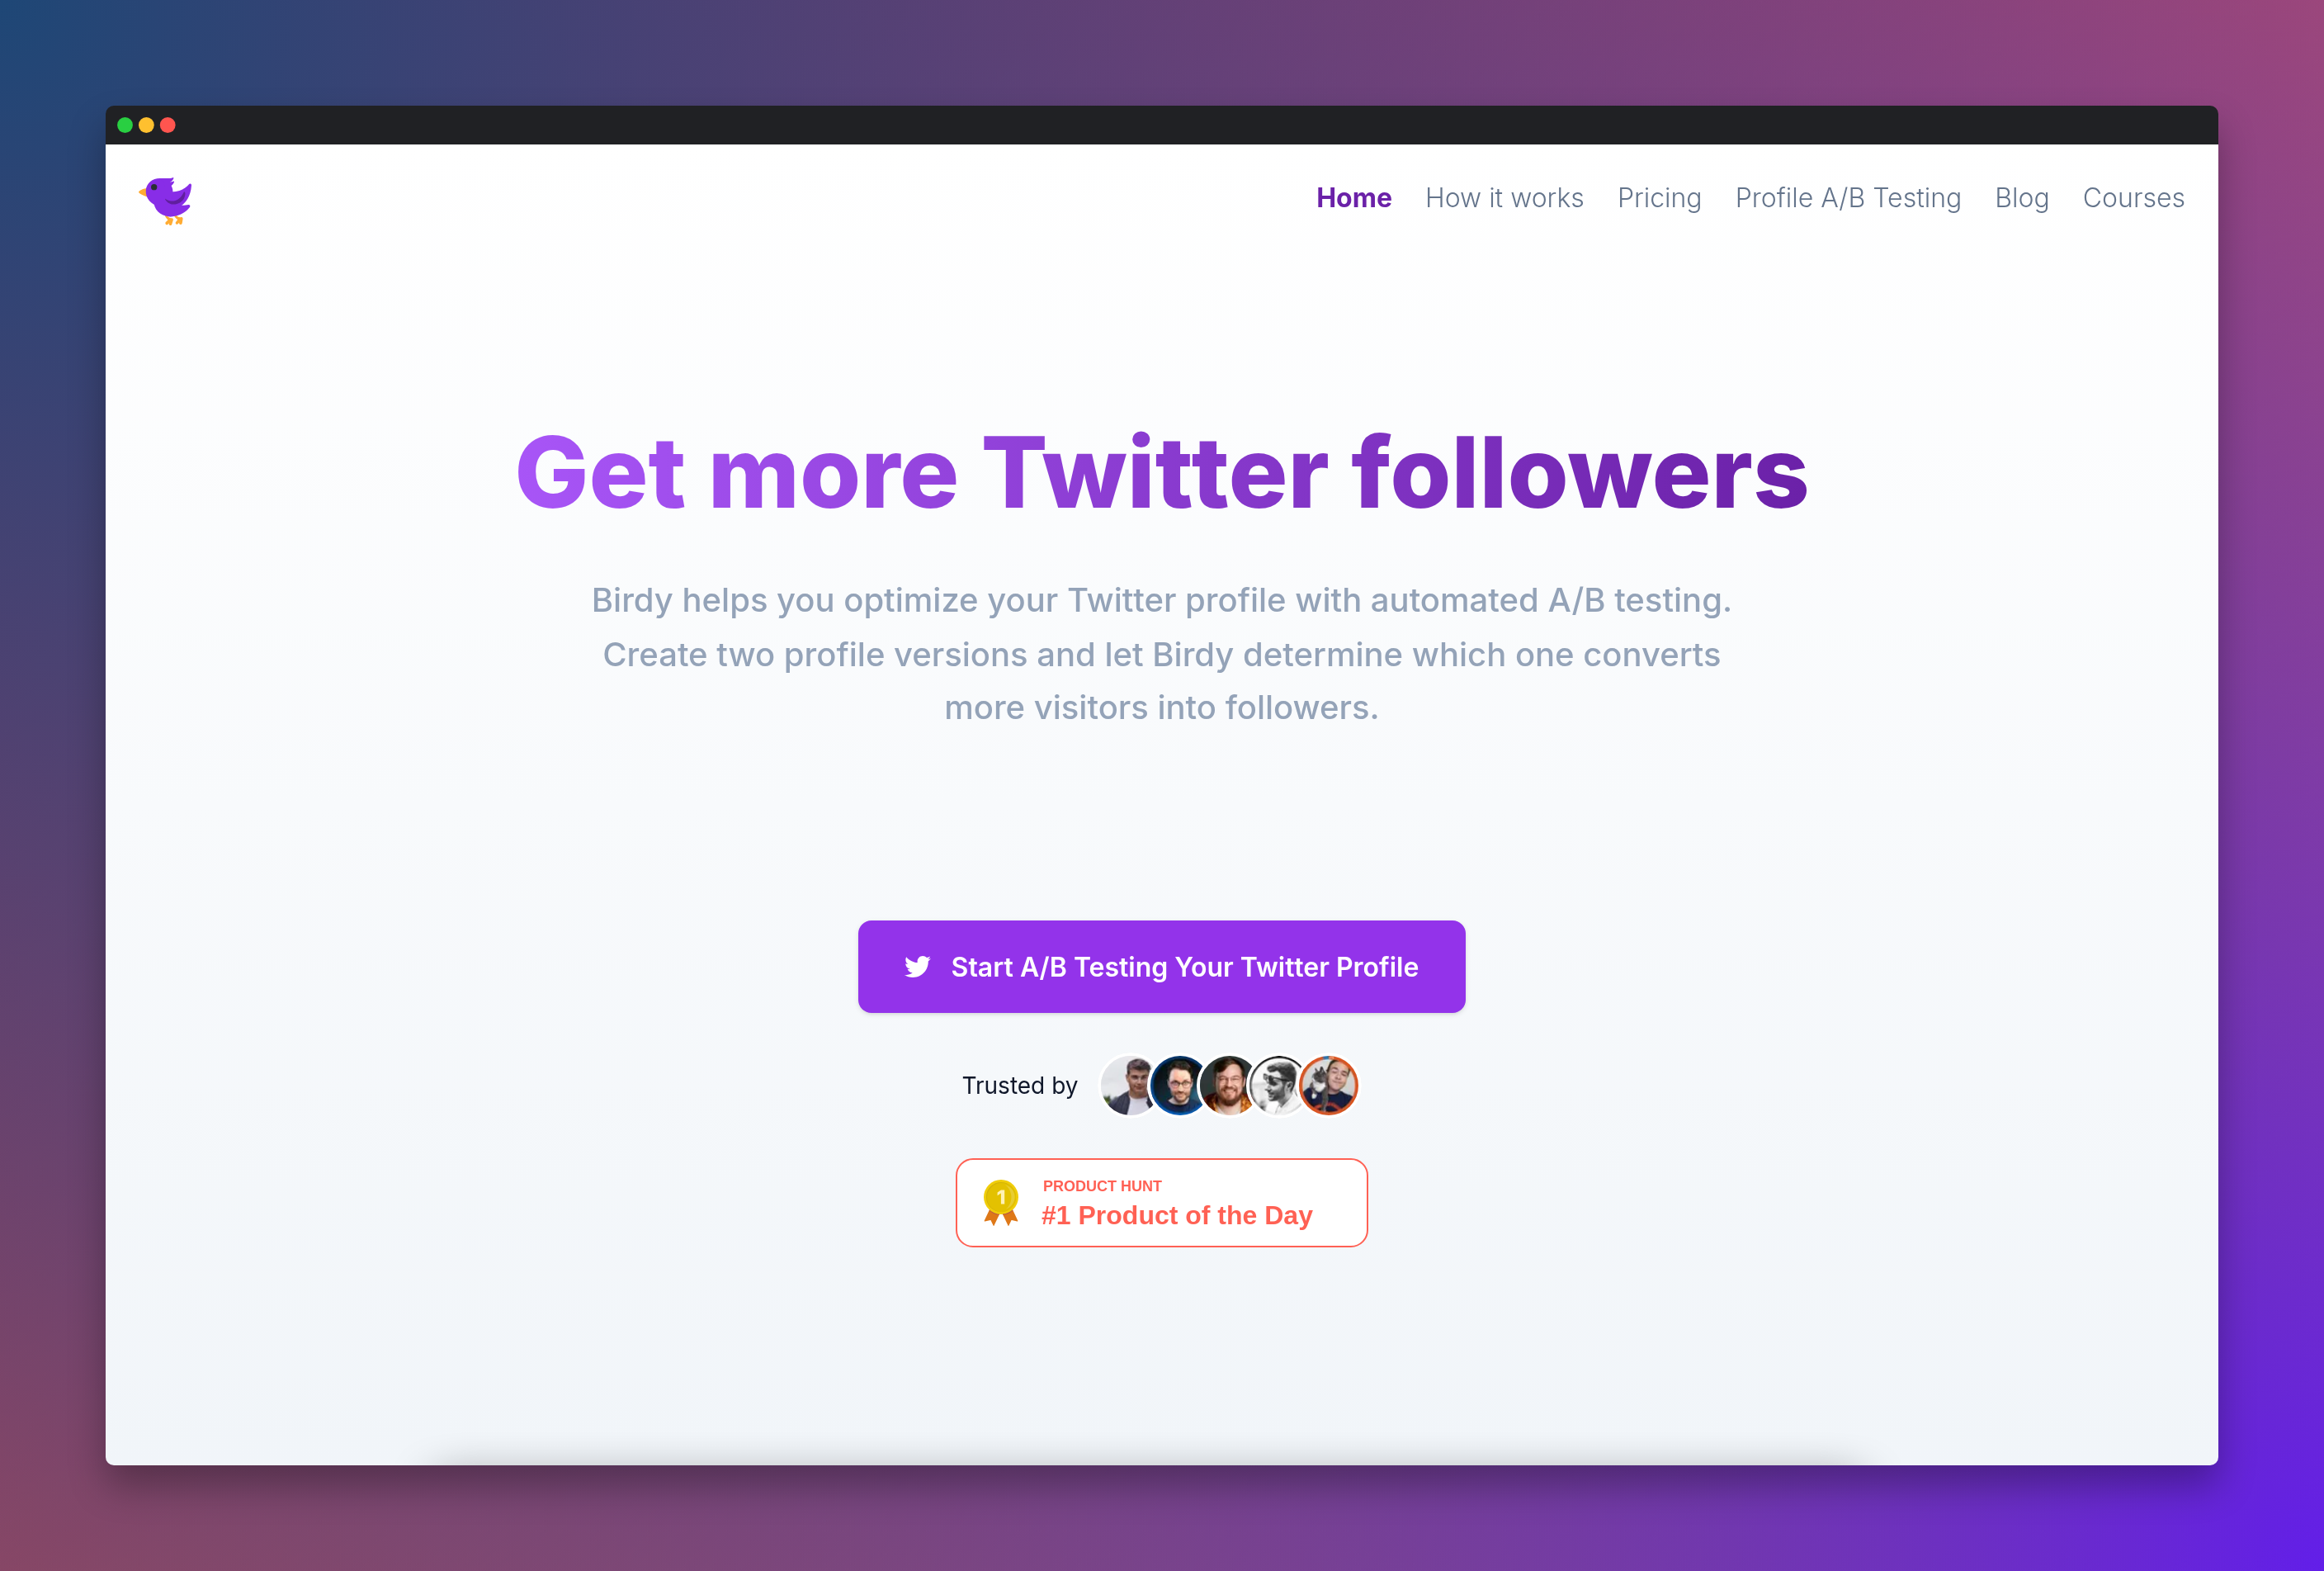 Home How it works Pricing Profile A/B Testing Blog Courses
Get more Twitter followers
Birdy helps you optimize your Twitter profile with automated A/B testing.
Create two profile versions and let Birdy determine which one converts
more visitors into followers.
Start A/B Testing Your Twitter Profile
Trusted by
1
PRODUCT HUNT
#1 Product of the Day